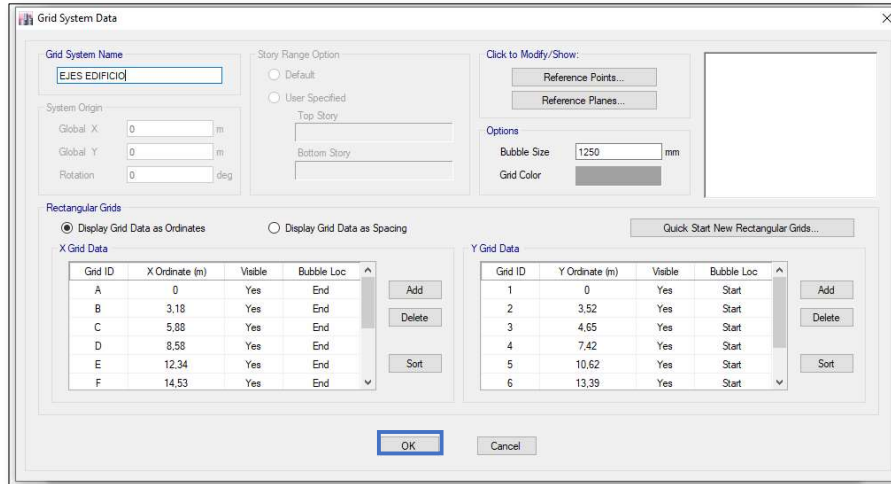 Grid System Data
Grid System Name
EJES EDIFICIO
System Origin
Global X 0 m
Global Y 0 m
Rotation 0 deg
Story Range Option
Default
User Specified
Top Story
Bottom Story
Click to Modify/Show:
Reference Points...
Reference Planes...
Options
Bubble Size 1250 mm
Grid Color
Rectangular Grids
Display Grid Data as Ordinates
Display Grid Data as Spacing
Quick Start New Rectangular Grids...
X Grid Data
Grid ID X Ordinate (m) Visible Bubble Loc
A 0 Yes End
B 3,18 Yes End
C 5,88 Yes End
D 8,58 Yes End
E 12,34 Yes End
F 14,53 Yes End
Add
Delete
Sort
Y Grid Data
Grid ID Y Ordinate (m) Visible Bubble Loc
1 0 Yes Start
2 3,52 Yes Start
3 4,65 Yes Start
4 7,42 Yes Start
5 10,62 Yes Start
6 13,39 Yes Start
Add
Delete
Sort
OK
Cancel